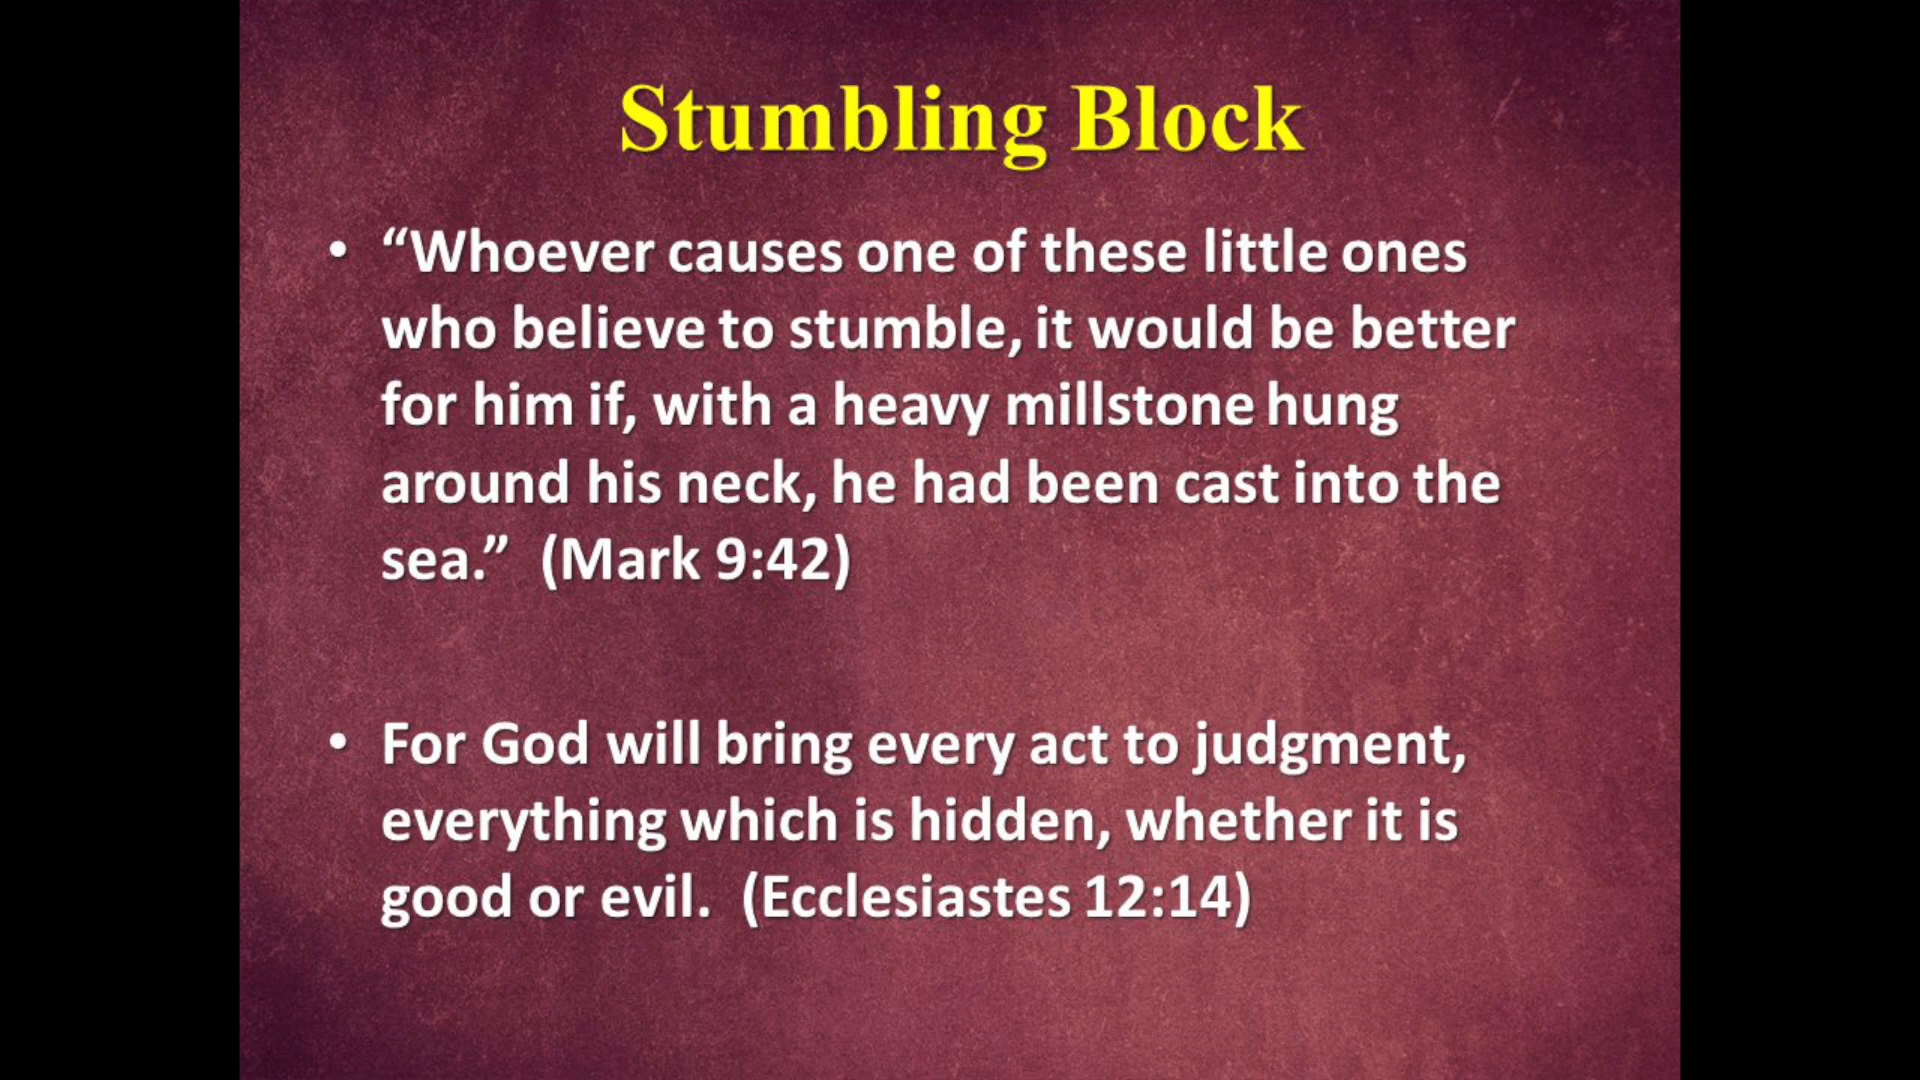 Stumbling Block
• “Whoever causes one of these little ones
who believe to stumble, it would be better
for him if, with a heavy millstone hung
around his neck, he had been cast into the
sea.”  (Mark 9:42)
• For God will bring every act to judgment,
everything which is hidden, whether it is
good or evil.  (Ecclesiastes 12:14)